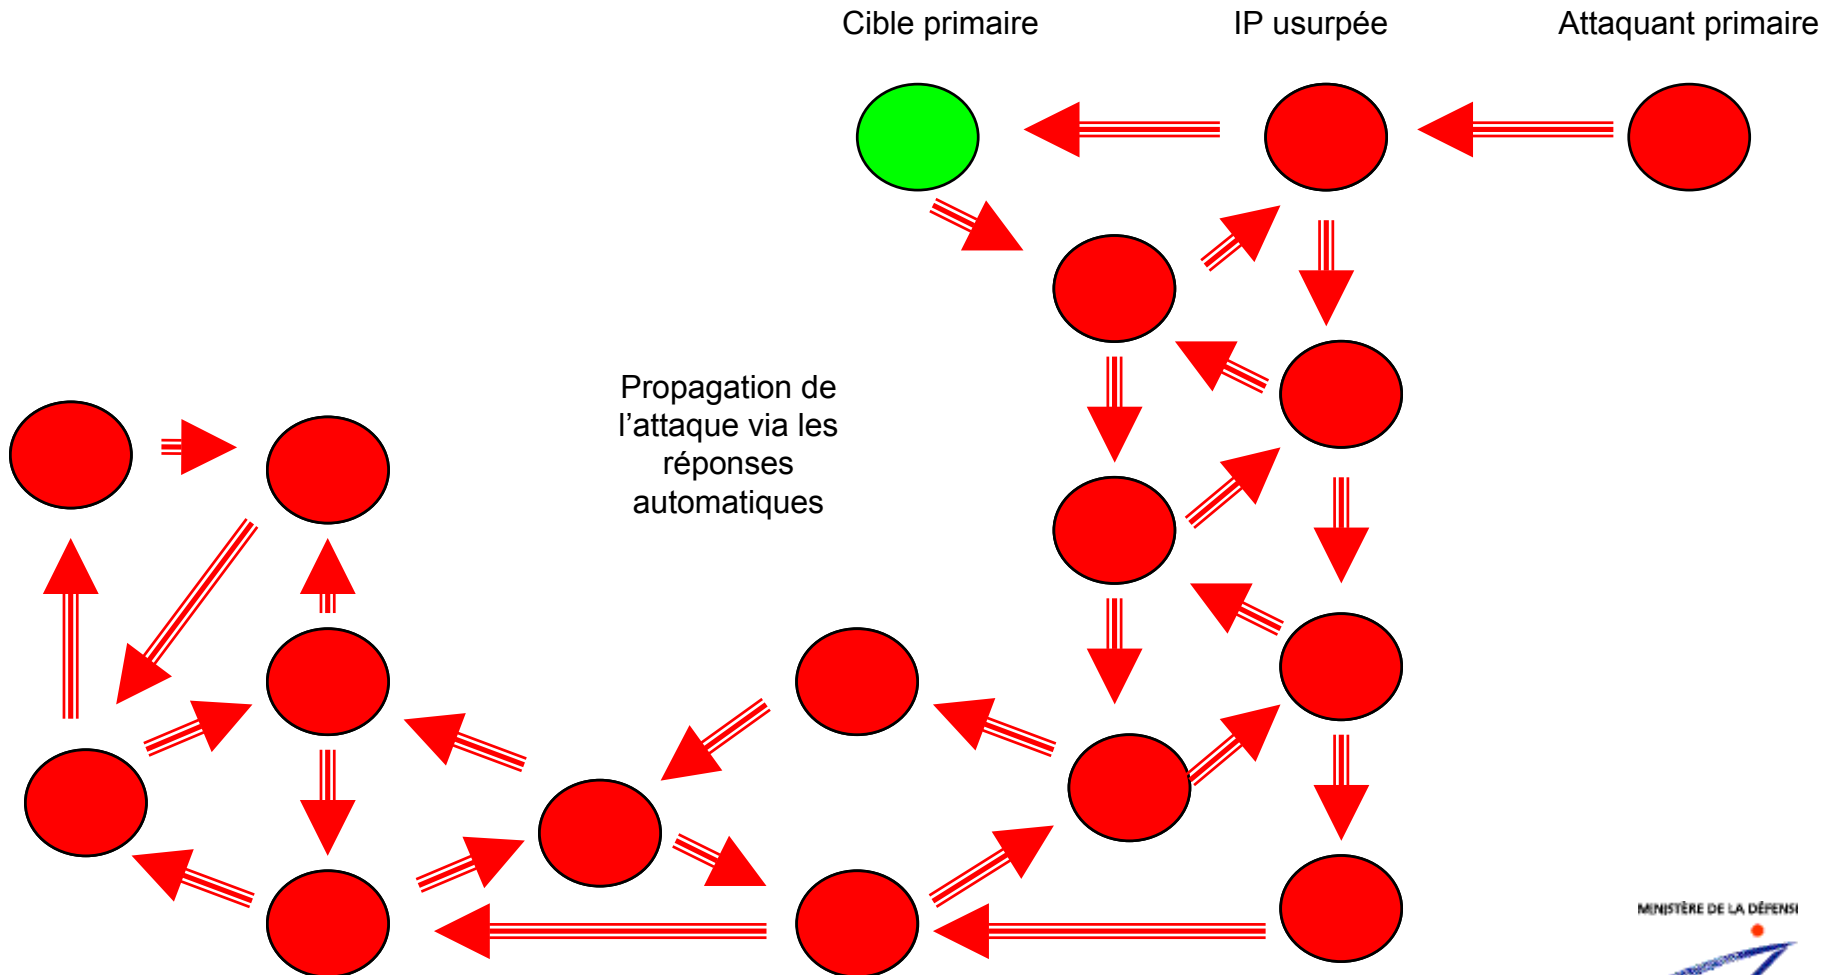 Cible primaire
IP usurpée
Attaquant primaire
Propagation de
l’attaque via les
réponses
automatiques
MINISTÈRE DE LA DÉFENSE